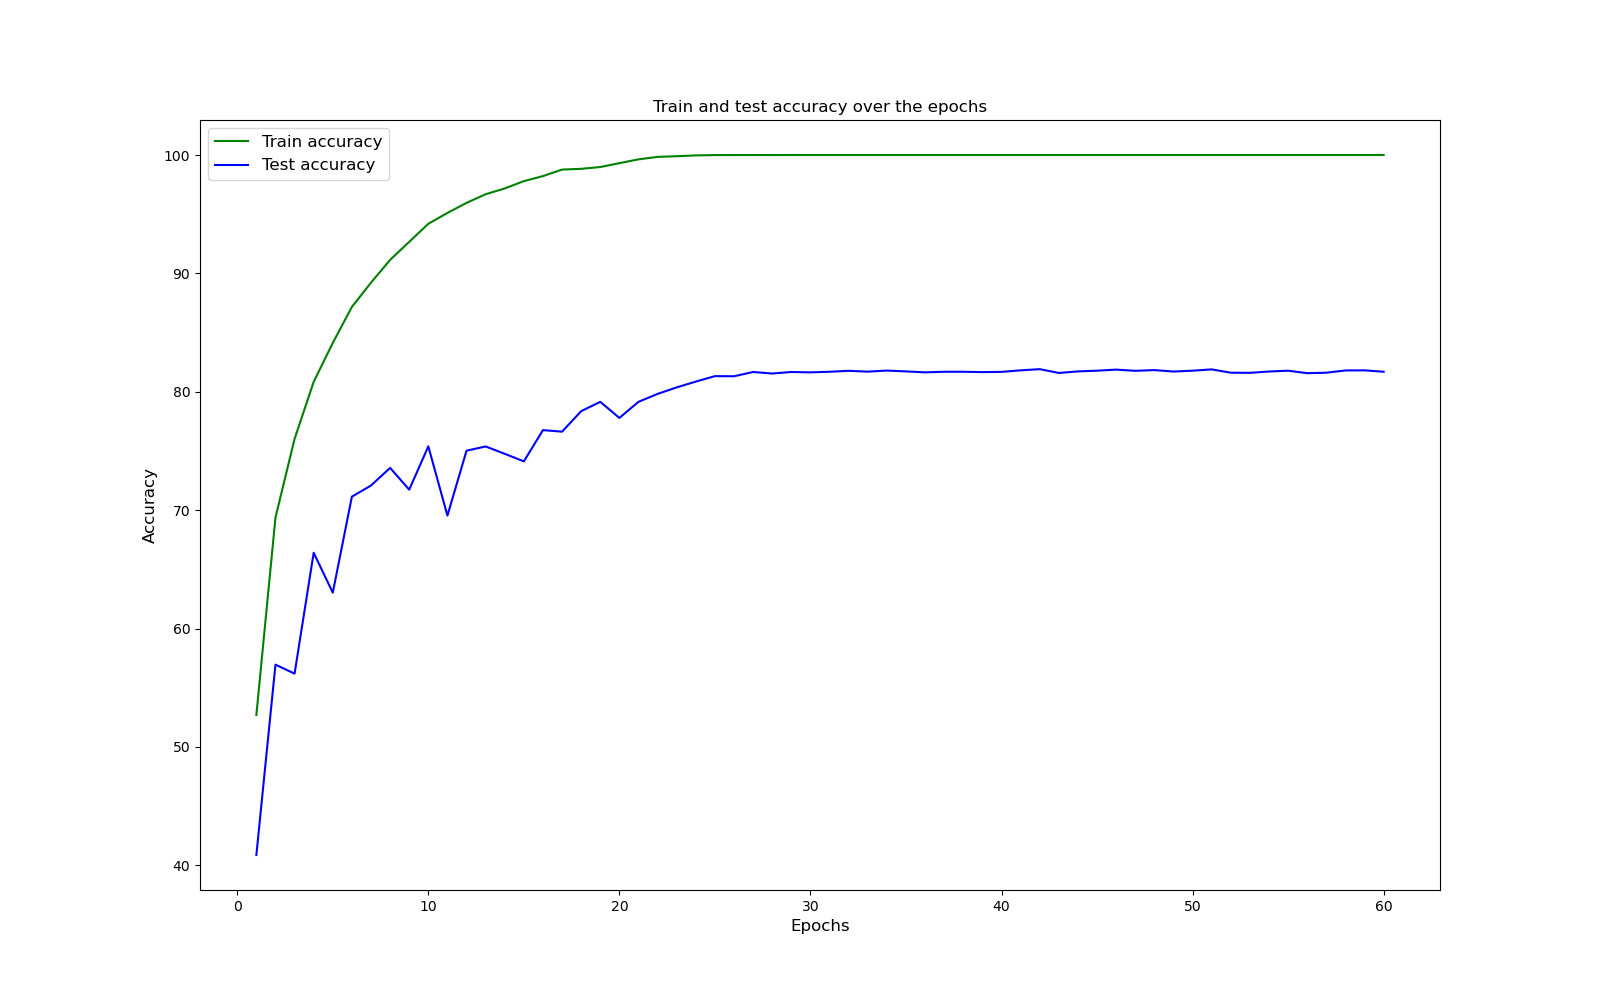 Train and test accuracy over the epochs
Train accuracy
Test accuracy
100
90
80
70
60
50
40
Accuracy
0 10 20 30 40 50 60
Epochs